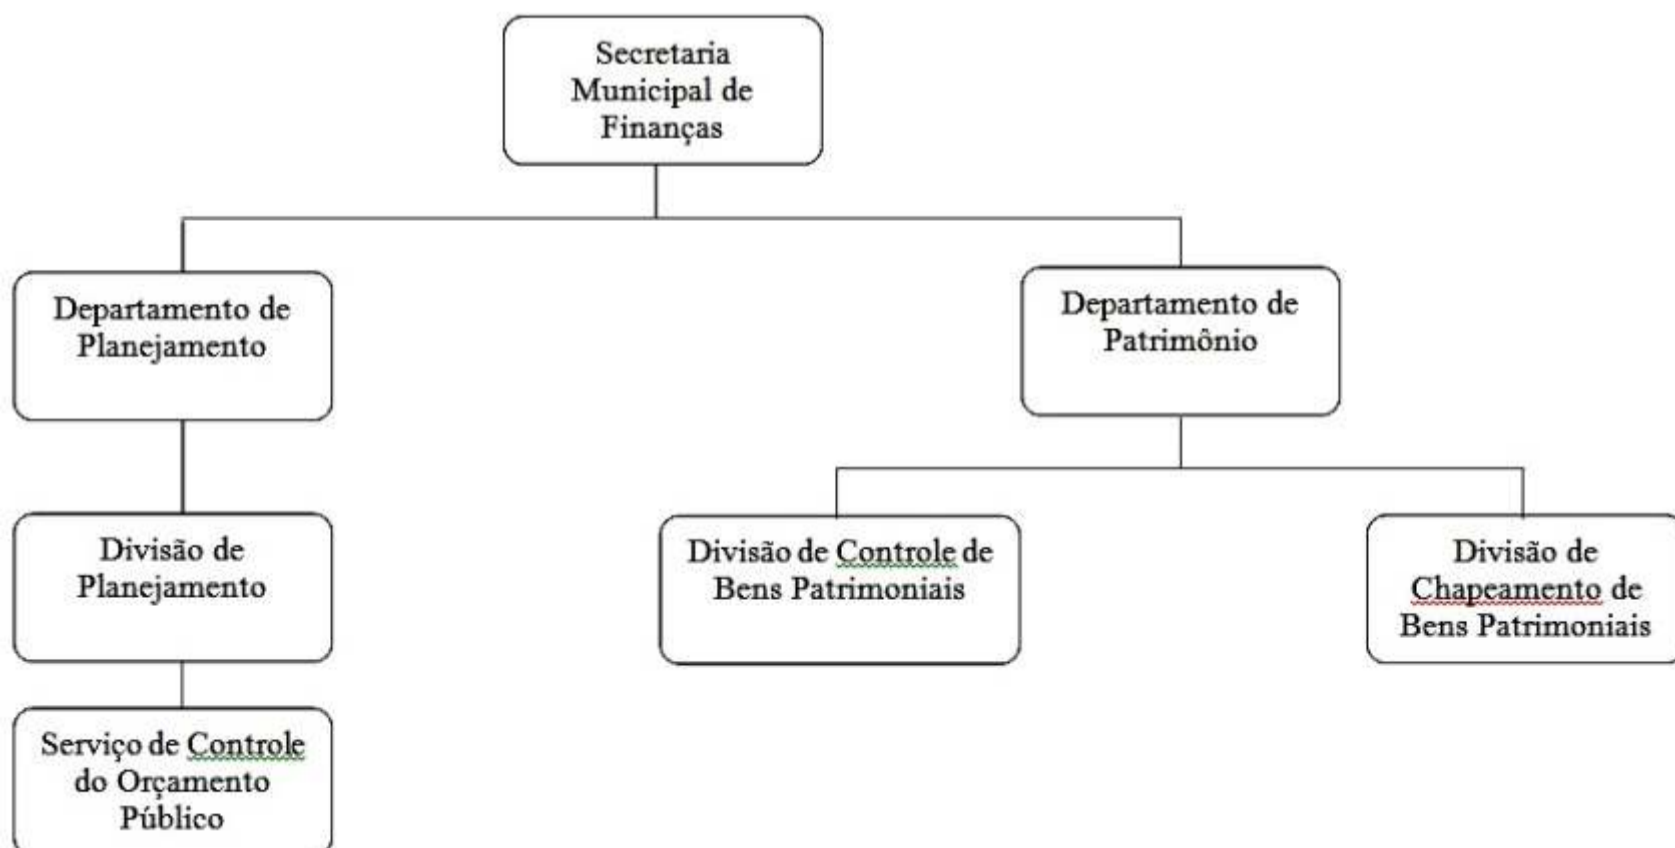 Secretaria
Municipal de
Finanças
Departamento de
Planejamento
Departamento de
Patrimônio
Divisão de
Planejamento
Divisão de Controle de
Bens Patrimoniais
Divisão de
Chapeamento de
Bens Patrimoniais
Serviço de Controle
do Orçamento
Público